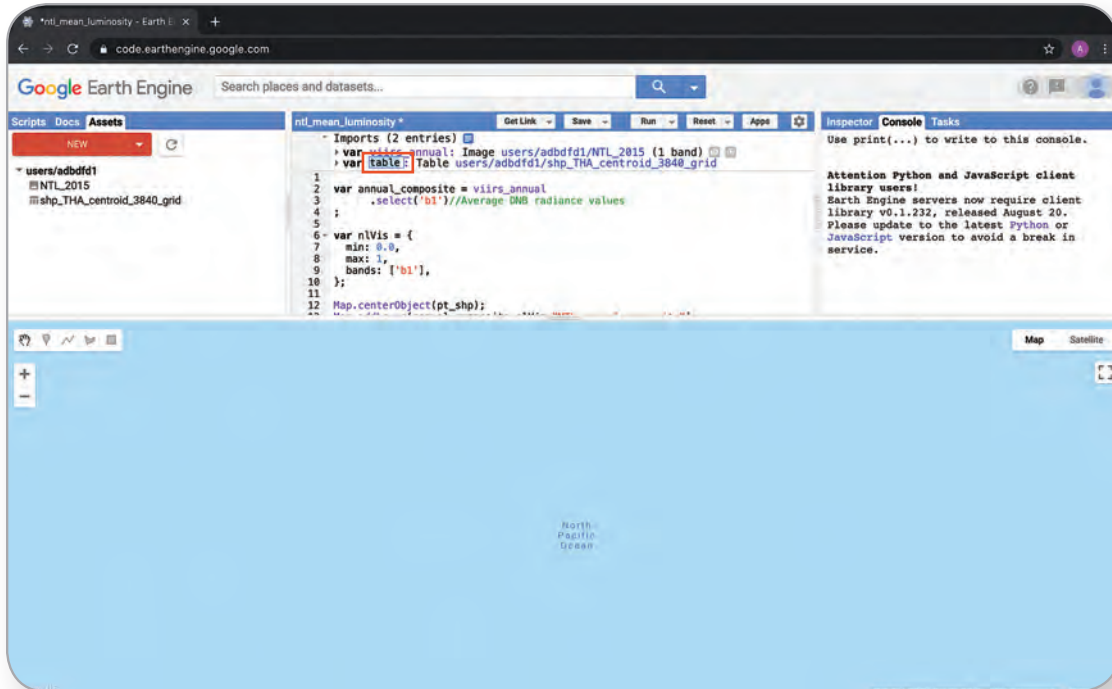 *ntl_mean_luminosity - Earth E
code.earthengine.google.com
A
Google Earth Engine
Search places and datasets...
Scripts Docs Assets
NEW
users/adbdfd1
NTL_2015
shp_THA_centroid_3840_grid
ntl_mean_luminosity *
Get Link Save Run Reset Apps
Imports (2 entries)
var viirs_annual: Image users/adbdfd1/NTL_2015 (1 band)
var table: Table users/adbdfd1/shp_THA_centroid_3840_grid
1
2 var annual_composite = viirs_annual
3 .select('b1')//Average DNB radiance values
4 ;
5
6 var nlVis = {
7 min: 0.0,
8 max: 1,
9 bands: ['b1'],
10 };
11
12 Map.centerObject(pt_shp);
Inspector Console Tasks
Use print(...) to write to this console.
Attention Python and JavaScript client
library users!
Earth Engine servers now require client
library v0.1.232, released August 20.
Please update to the latest Python or
JavaScript version to avoid a break in
service.
Map Satellite
North
Pacific
Ocean